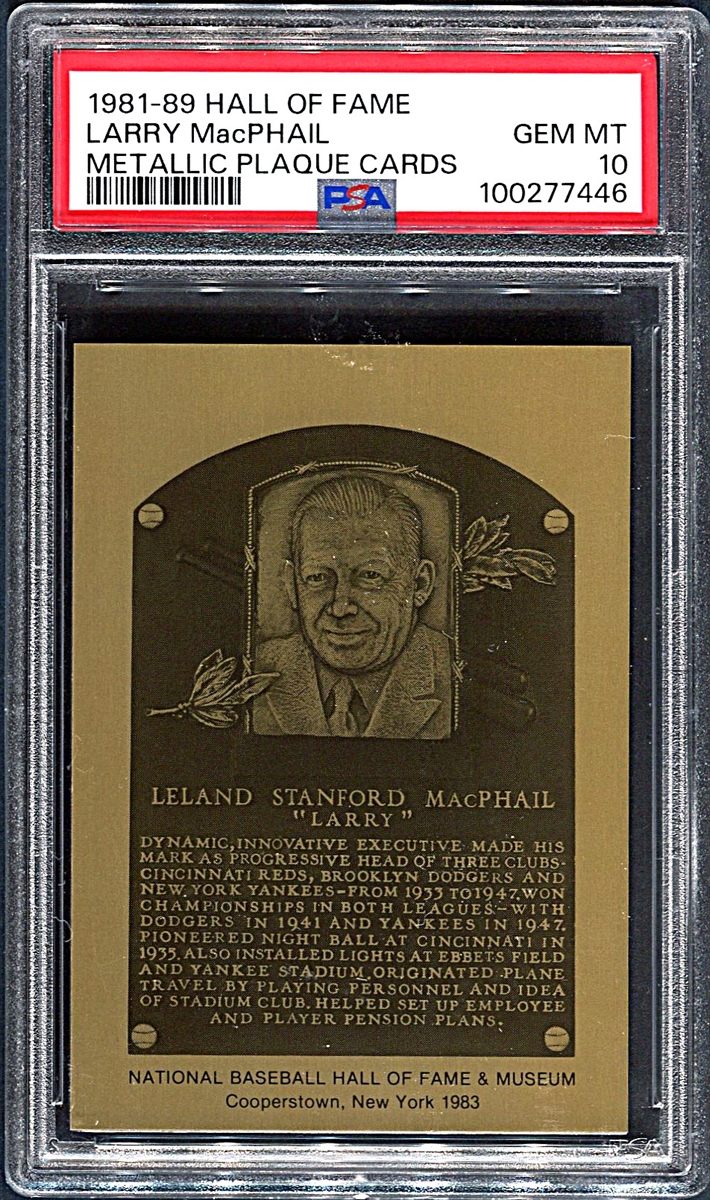 1981-89 HALL OF FAME
LARRY MacPHAIL GEM MT
METALLIC PLAQUE CARDS 10
PSA 100277446
LELAND STANFORD MACPHAIL
"LARRY"
DYNAMIC, INNOVATIVE EXECUTIVE MADE HIS
MARK AS PROGRESSIVE HEAD OF THREE CLUBS-
CINCINNATI REDS, BROOKLYN DODGERS AND
NEW YORK YANKEES-FROM 1933 TO 1947. WON
CHAMPIONSHIPS IN BOTH LEAGUES-WITH
DODGERS IN 1941 AND YANKEES IN 1947.
PIONEERED NIGHT BALL AT CINCINNATI IN
1935. ALSO INSTALLED LIGHTS AT EBBETS FIELD
AND YANKEE STADIUM. ORIGINATED PLANE
TRAVEL BY PLAYING PERSONNEL AND IDEA
OF STADIUM CLUB. HELPED SET UP EMPLOYEE
AND PLAYER PENSION PLANS.
NATIONAL BASEBALL HALL OF FAME & MUSEUM
Cooperstown, New York 1983
PSA